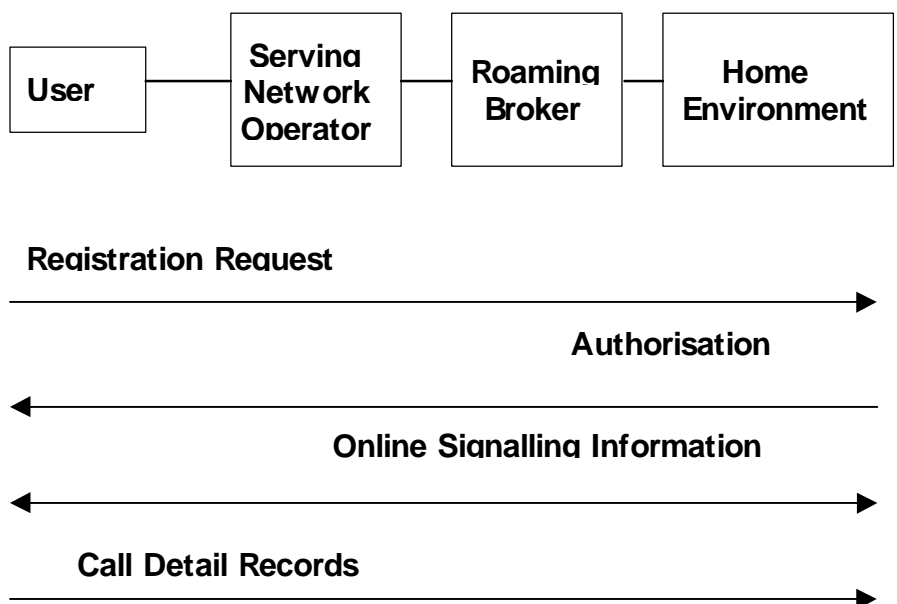 User
Serving
Network
Operator
Roaming
Broker
Home
Environment
Registration Request
Authorisation
Online Signalling Information
Call Detail Records